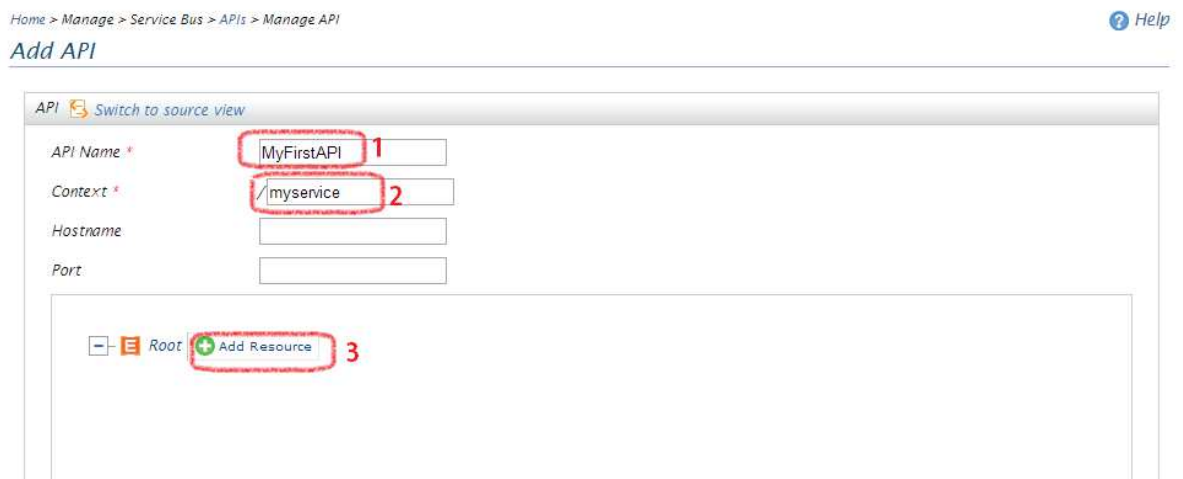 Home > Manage > Service Bus > APIs > Manage API
Help
Add API
API Switch to source view
API Name * MyFirstAPI 1
Context * /myservice 2
Hostname
Port
Root Add Resource 3